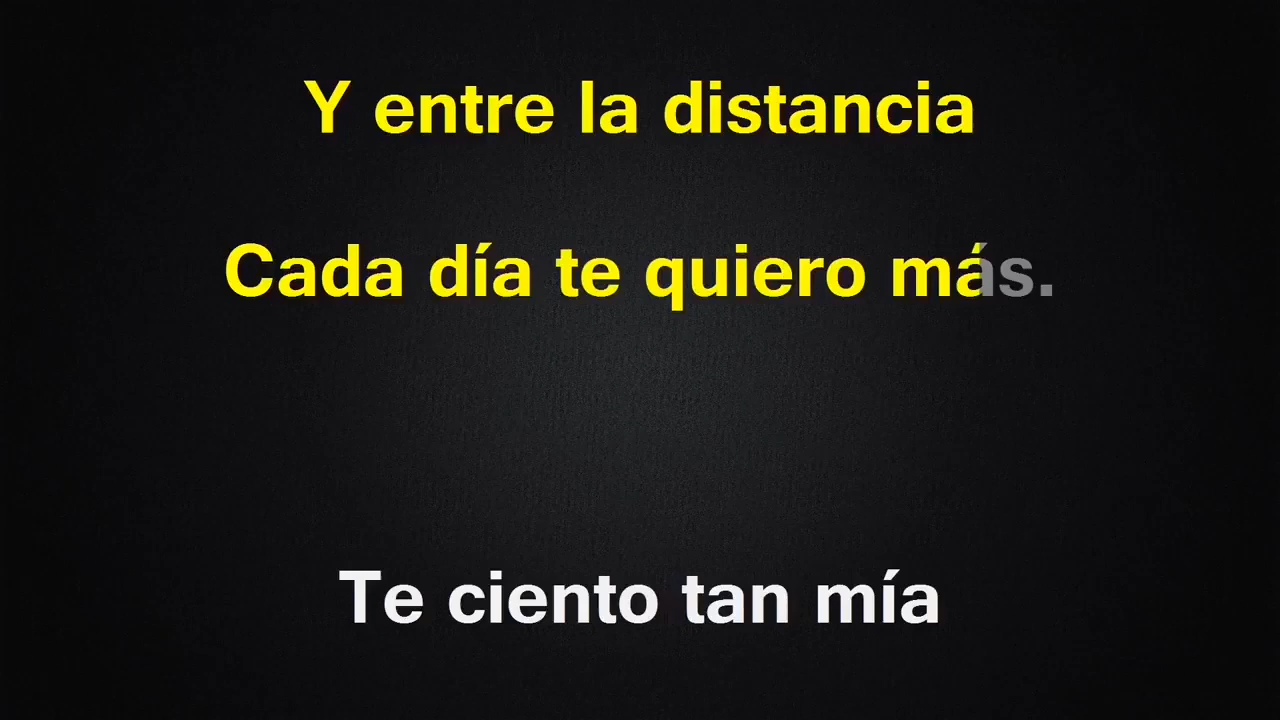 Y entre la distancia
Cada día te quiero más.
Te ciento tan mía